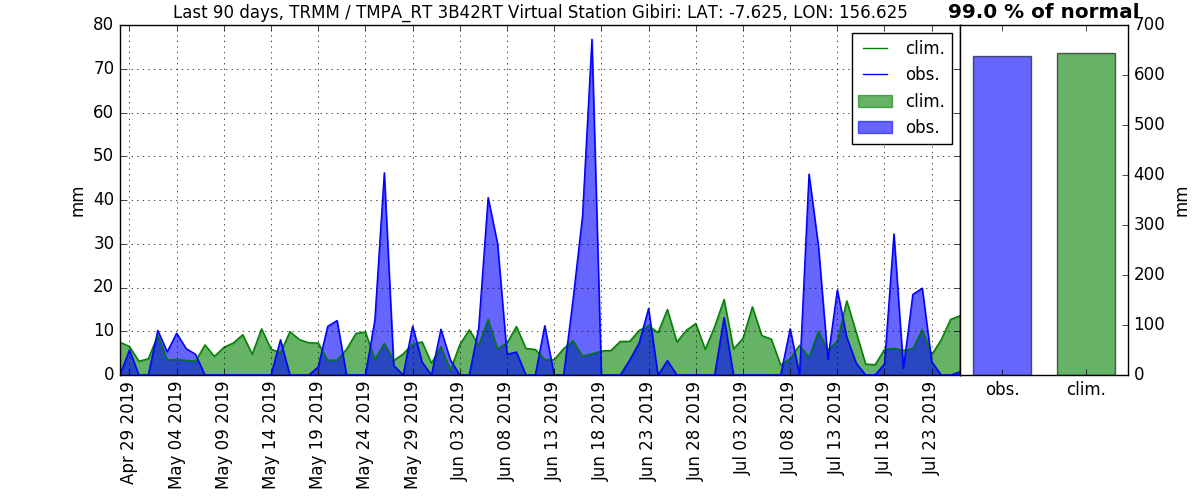 Last 90 days, TRMM / TMPA_RT 3B42RT Virtual Station Gibiri: LAT: -7.625, LON: 156.625
99.0 % of normal
80
70
60
50
40
30
20
10
0
mm
clim.
obs.
clim.
obs.
700
600
500
400
300
200
100
0
mm
obs.
clim.
Apr 29 2019
May 04 2019
May 09 2019
May 14 2019
May 19 2019
May 24 2019
May 29 2019
Jun 03 2019
Jun 08 2019
Jun 13 2019
Jun 18 2019
Jun 23 2019
Jun 28 2019
Jul 03 2019
Jul 08 2019
Jul 13 2019
Jul 18 2019
Jul 23 2019